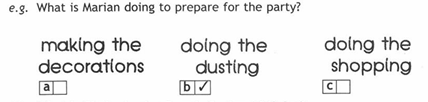 e.g. What is Marian doing to prepare for the party?
making the decorations
a
doing the dusting
b ✓
doing the shopping
c